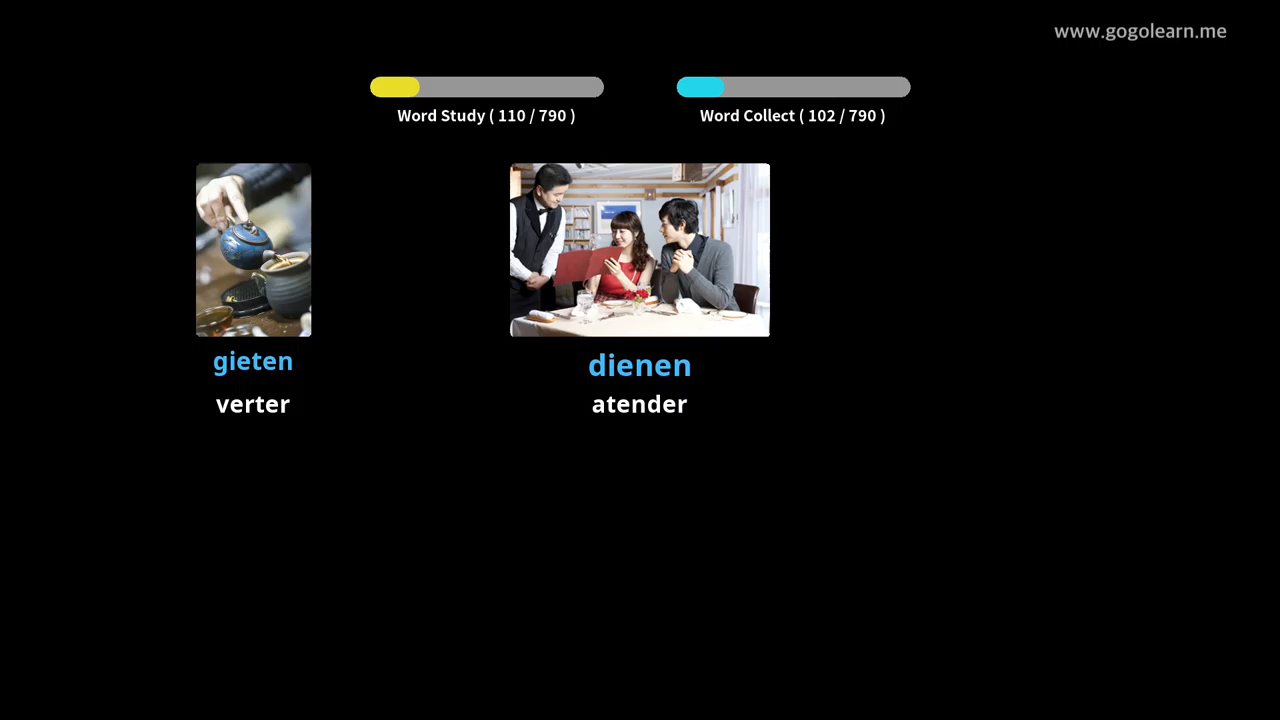 www.gogolearn.me
Word Study ( 110 / 790 )
Word Collect ( 102 / 790 )
gieten
verter
dienen
atender